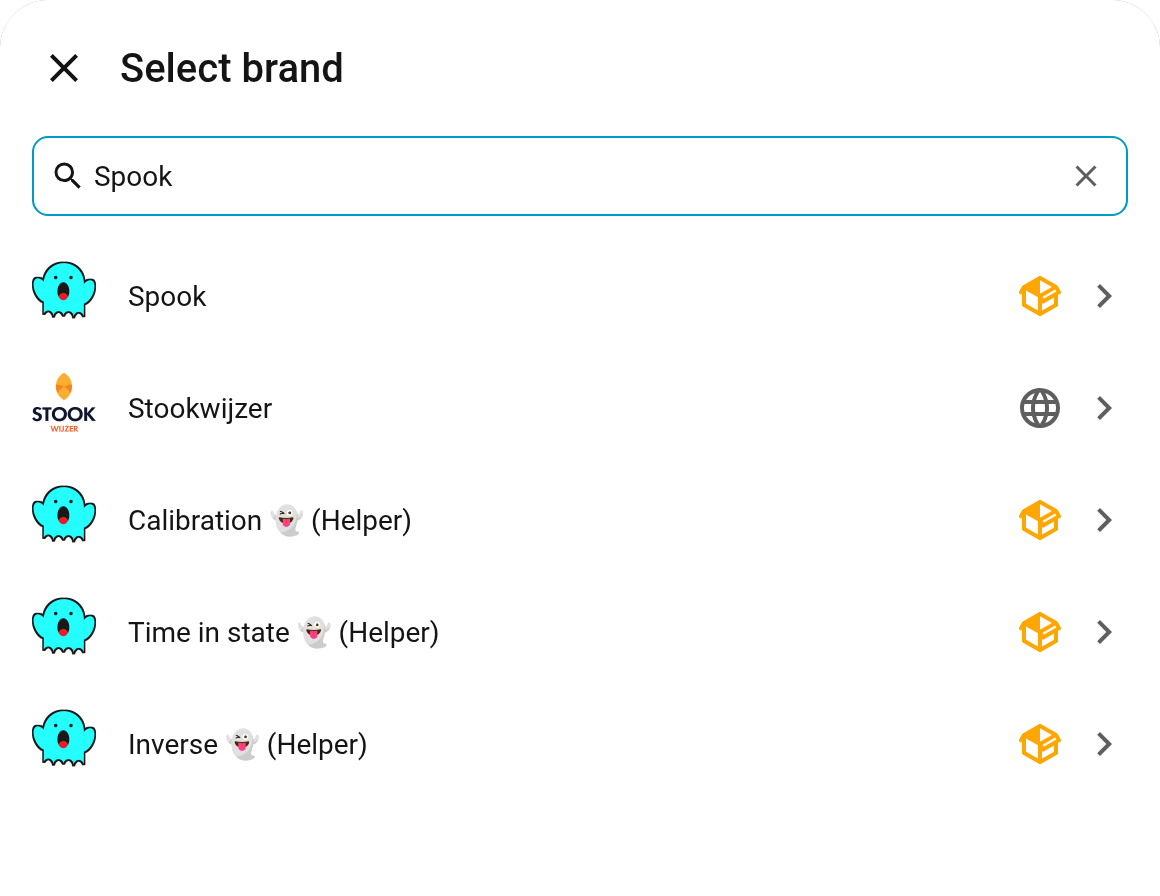 Select brand
Spook
Spook
STOOK
WIJZER
Stookwijzer
Calibration 👻 (Helper)
Time in state 👻 (Helper)
Inverse 👻 (Helper)